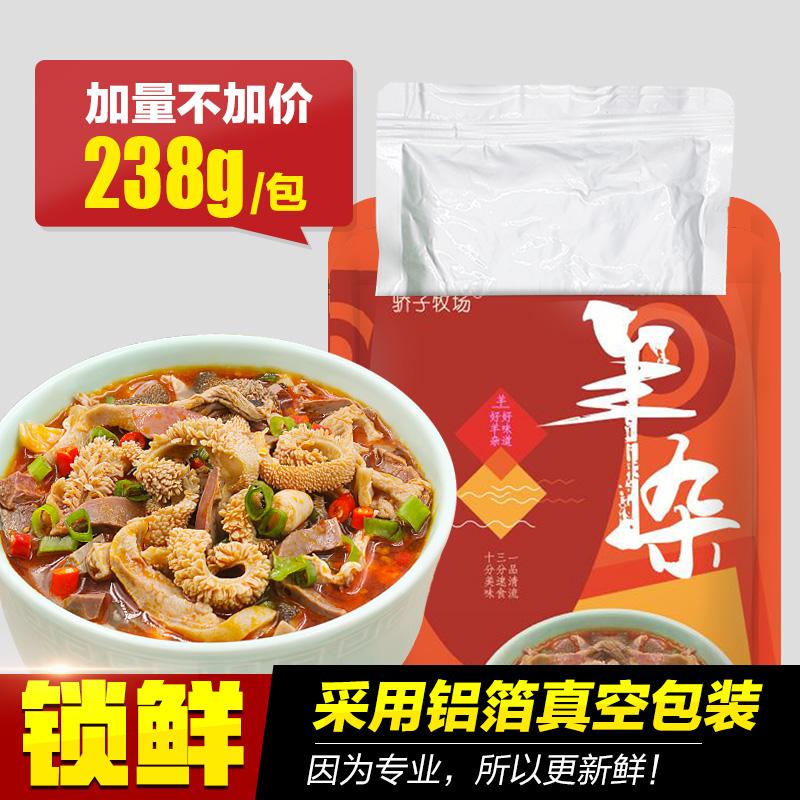 加量不加价
238g/包
骄子牧场®
羊杂
羊好味道
好羊杂
一品清流
三分速食
十分美味
锁鲜
采用铝箔真空包装
因为专业，所以更新鲜！